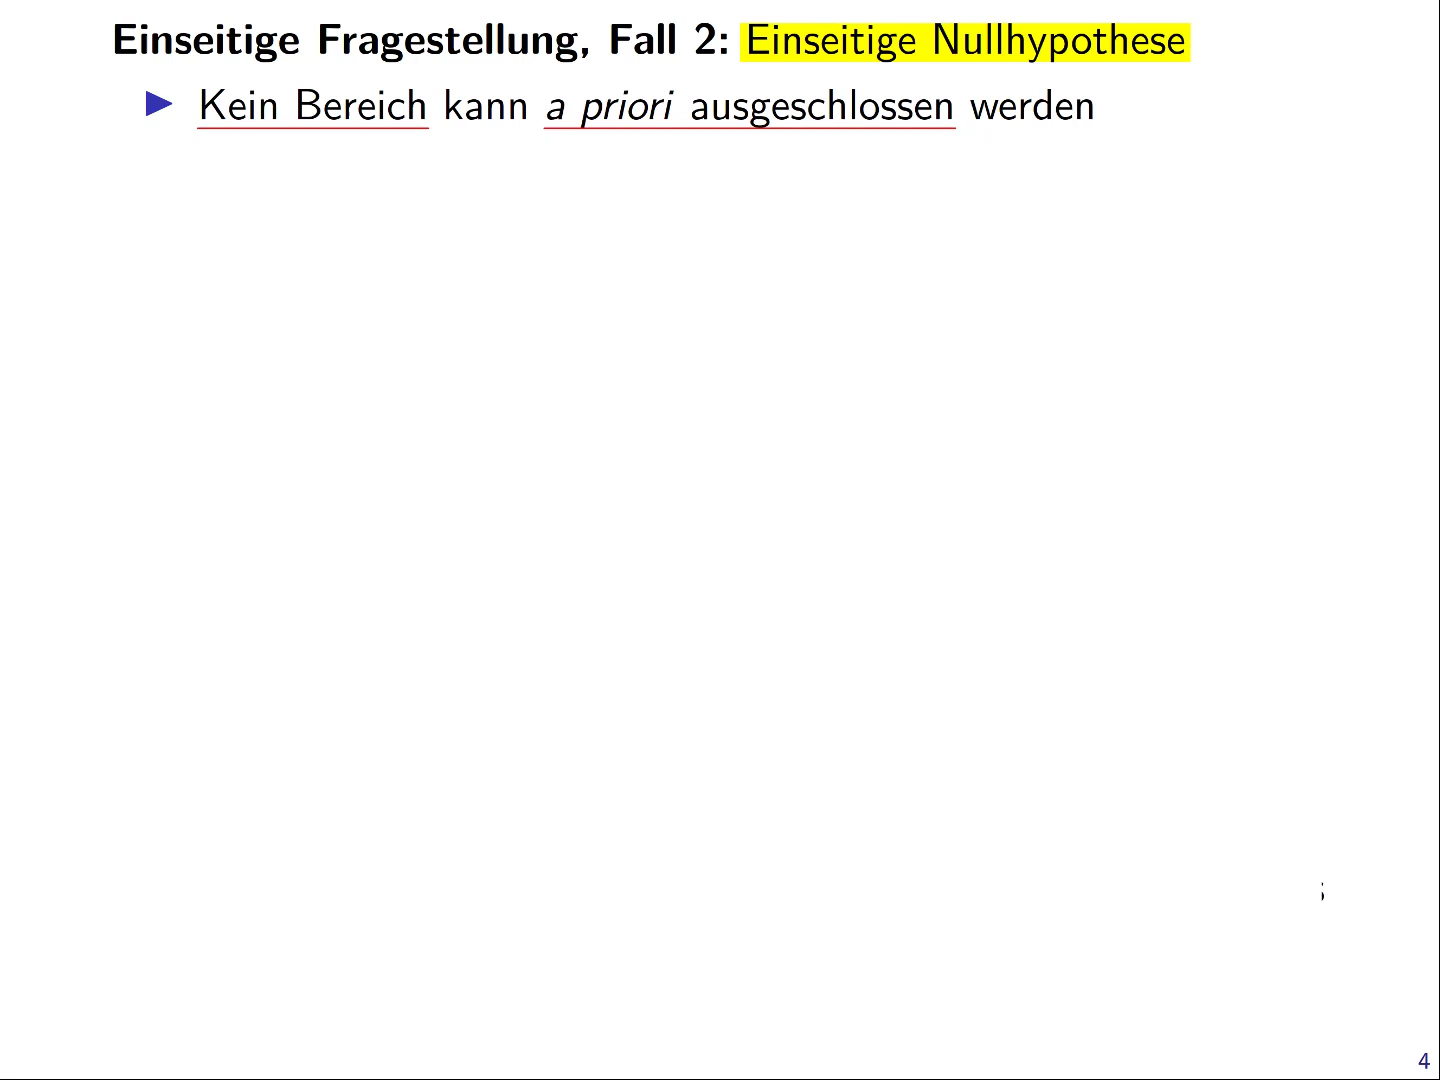 Einseitige Fragestellung, Fall 2: Einseitige Nullhypothese
▶ Kein Bereich kann a priori ausgeschlossen werden
4